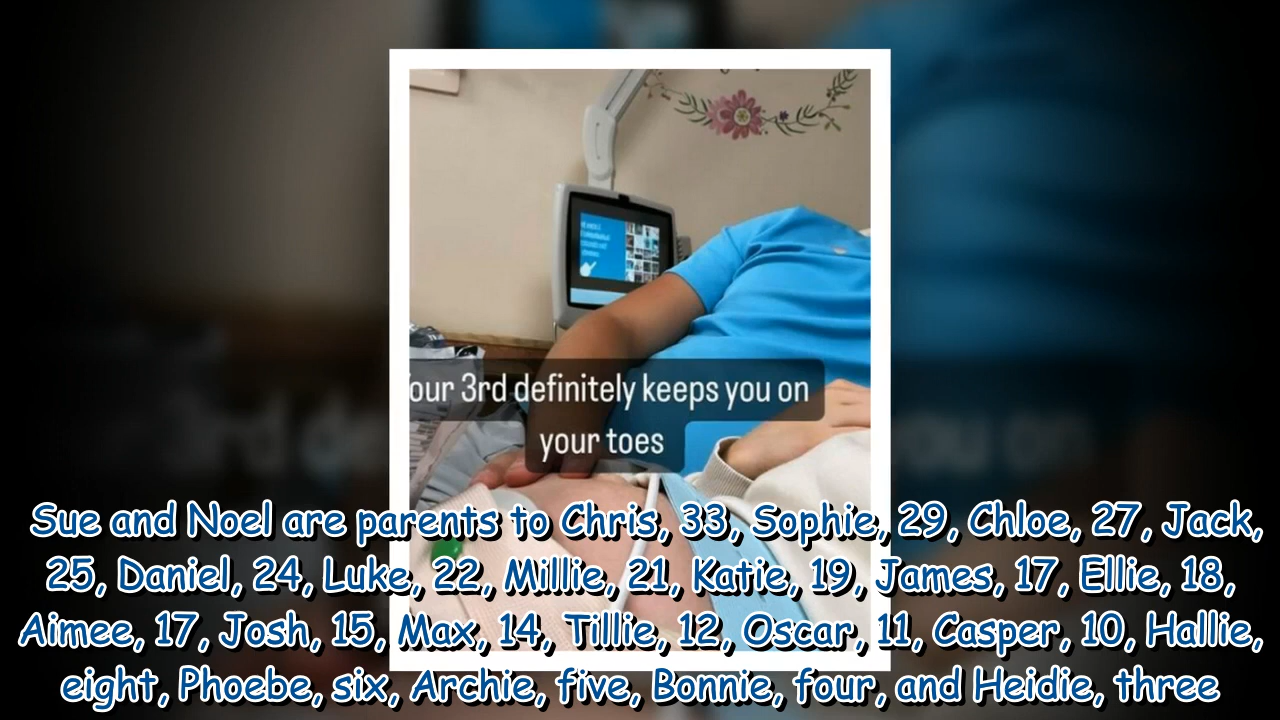 our 3rd definitely keeps you on
your toes
Sue and Noel are parents to Chris, 33, Sophie, 29, Chloe, 27, Jack,
25, Daniel, 24, Luke, 22, Millie, 21, Katie, 19, James, 17, Ellie, 18,
Aimee, 17, Josh, 15, Max, 14, Tillie, 12, Oscar, 11, Casper, 10, Hallie,
eight, Phoebe, six, Archie, five, Bonnie, four, and Heidie, three